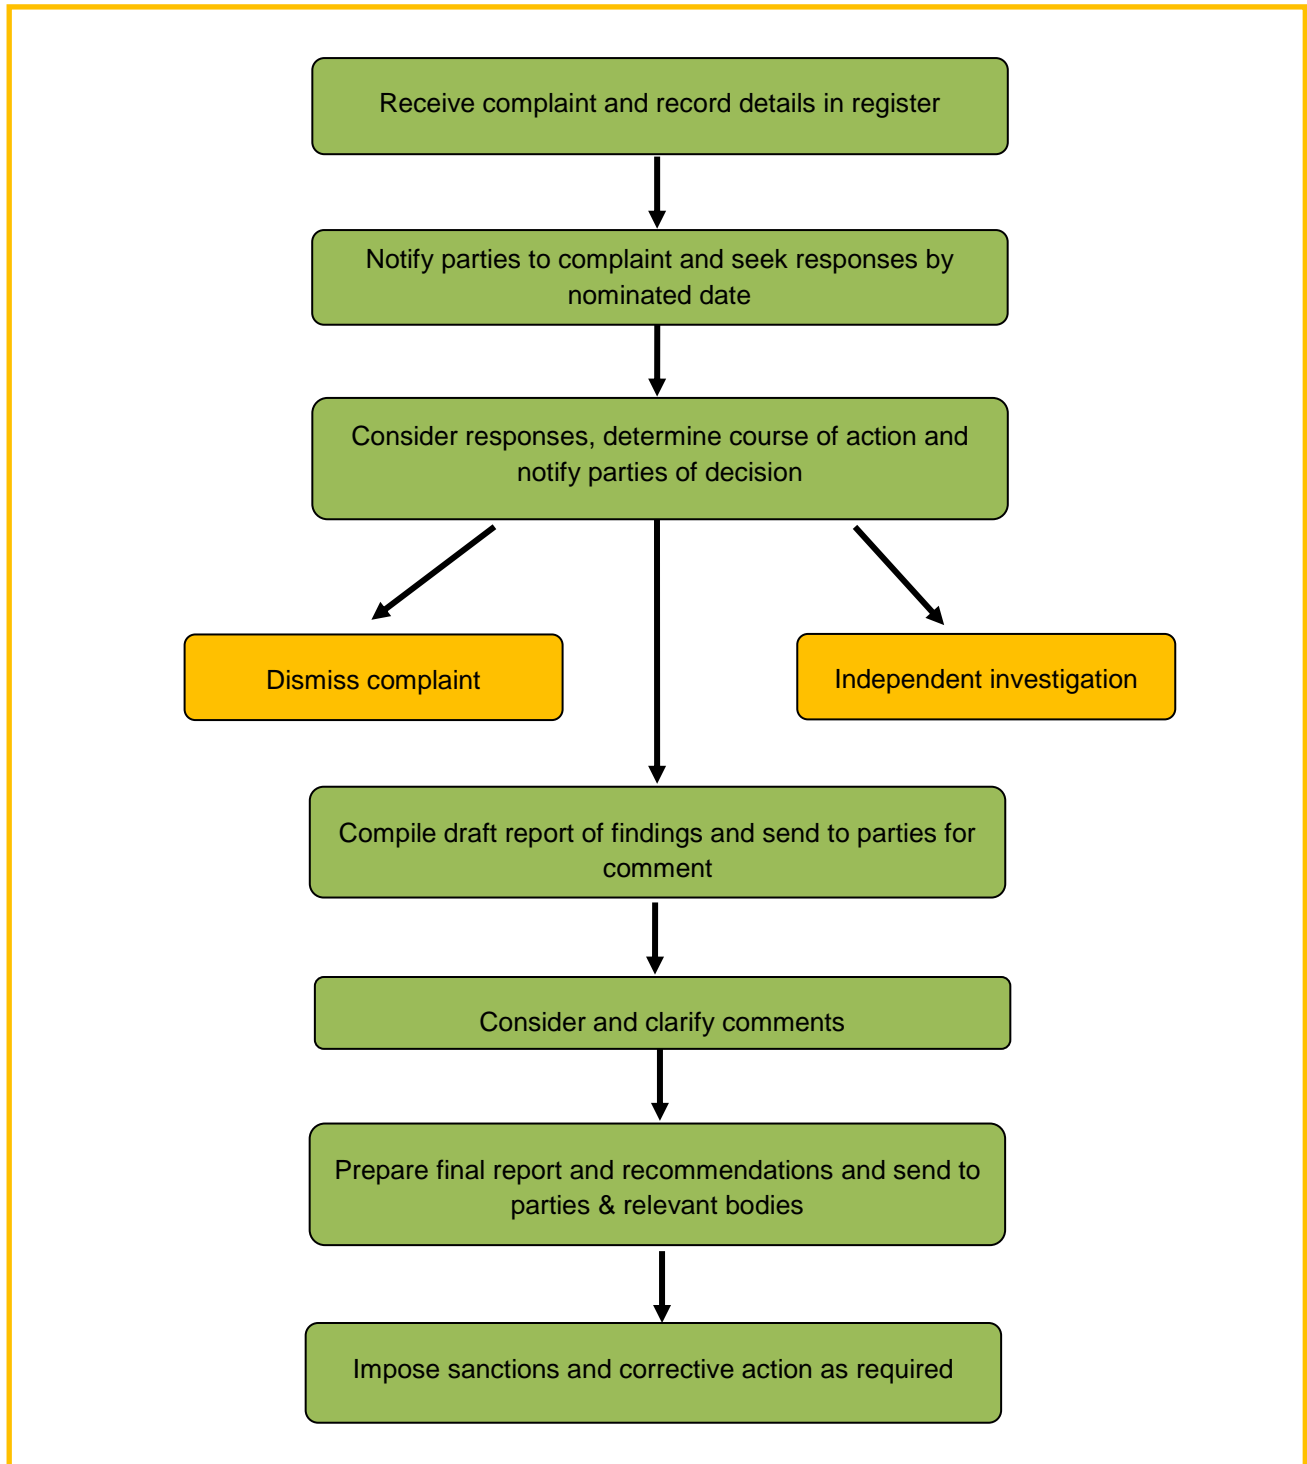 Receive complaint and record details in register
Notify parties to complaint and seek responses by
nominated date
Consider responses, determine course of action and
notify parties of decision
Dismiss complaint
Independent investigation
Compile draft report of findings and send to parties for
comment
Consider and clarify comments
Prepare final report and recommendations and send to
parties & relevant bodies
Impose sanctions and corrective action as required